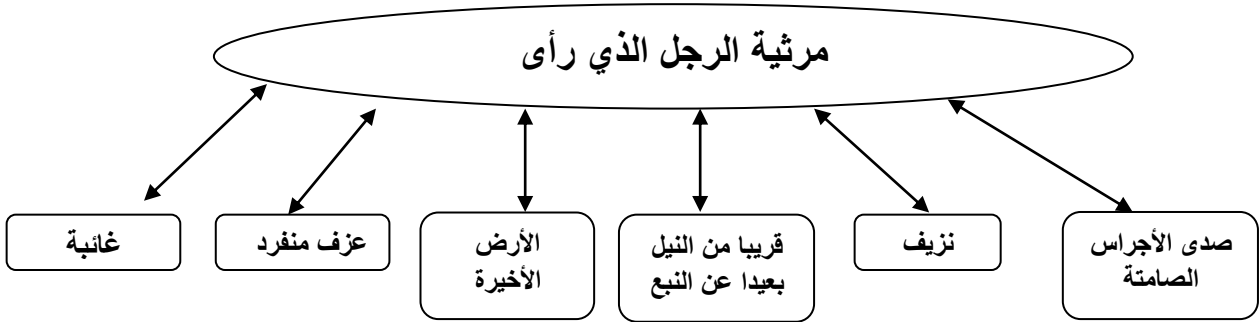 مرثية الرجل الذي رأى
صدى الأجراس
الصامتة
نزيف
قريبا من النيل
بعيدا عن النبع
الأرض
الأخيرة
عزف منفرد
غائبة